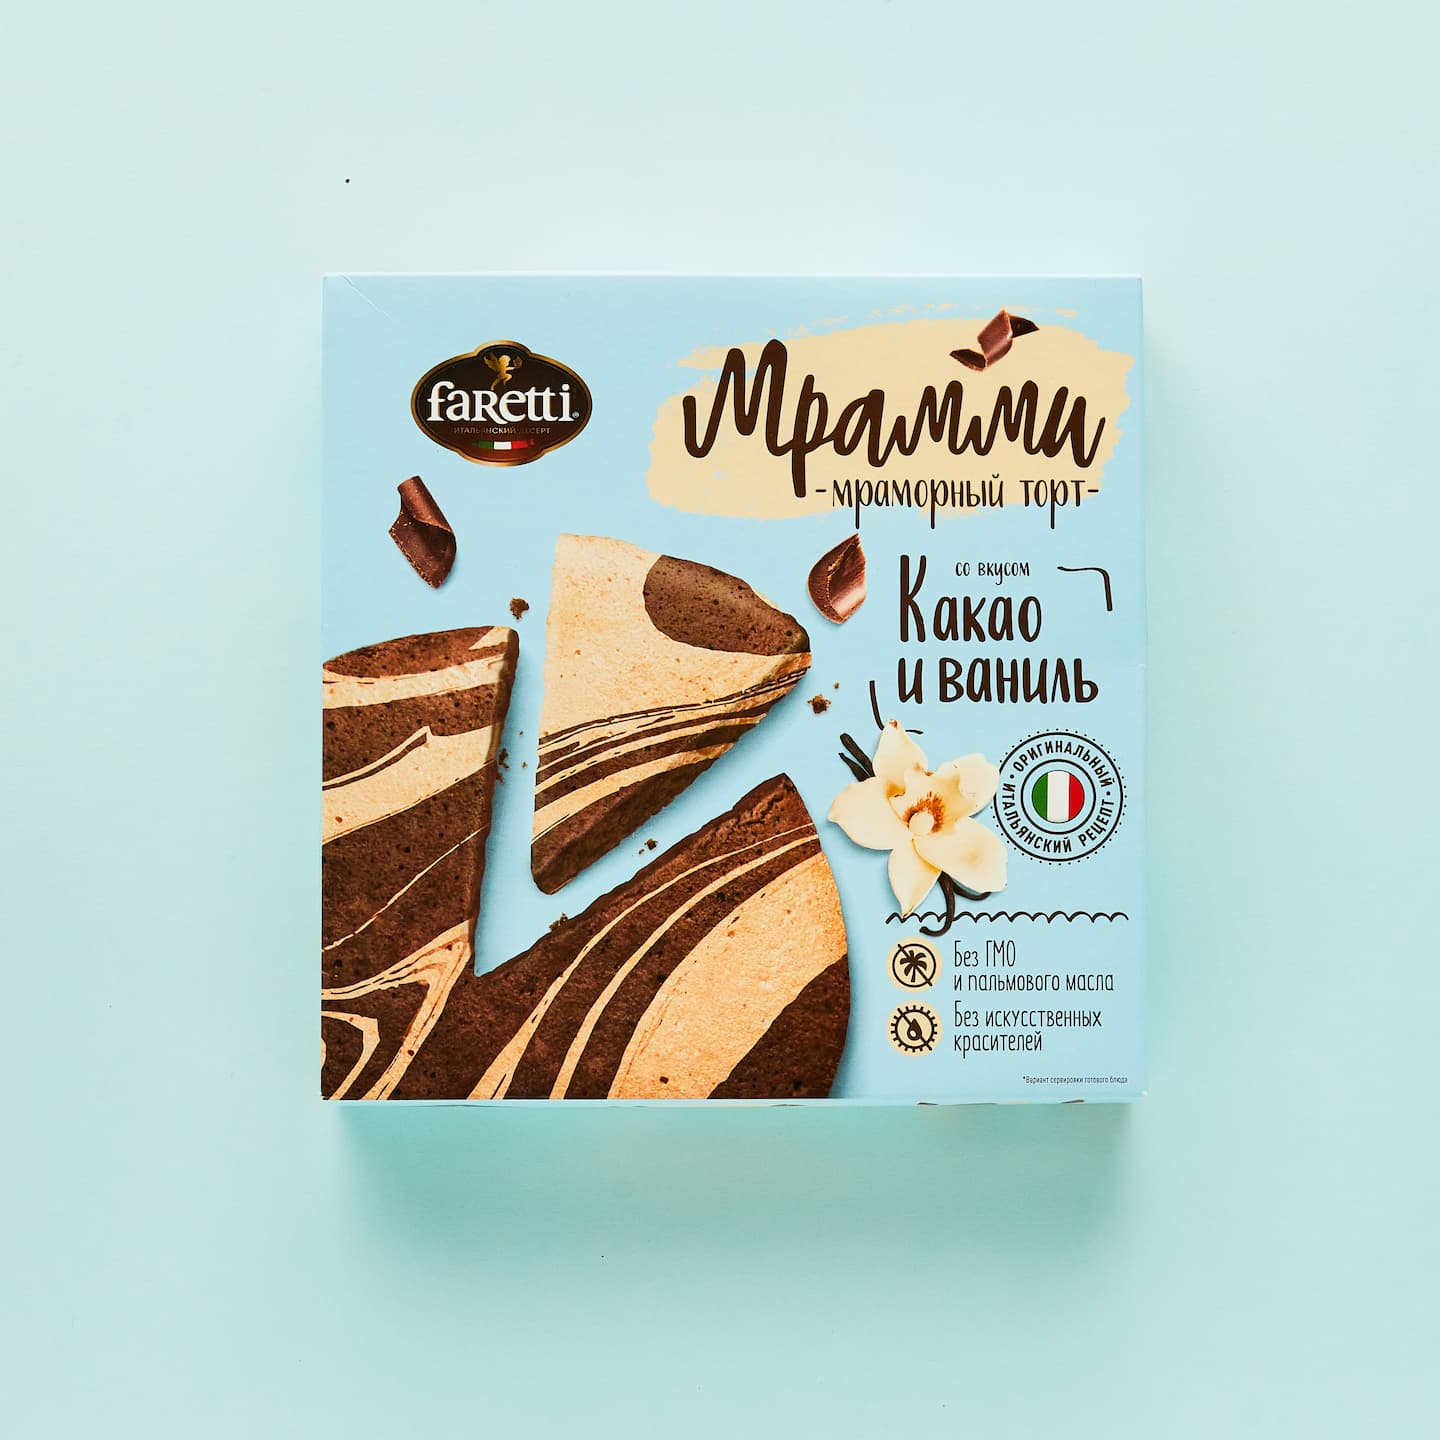 faRetti®
ИТАЛЬЯНСКИЙ ДЕСЕРТ
Мрамми
-мраморный торт-
со вкусом
Какао
и ваниль
• ОРИГИНАЛЬНЫЙ •
ИТАЛЬЯНСКИЙ РЕЦЕПТ
Без ГМО
и пальмового масла
Без искусственных
красителей
*Вариант сервировки готового блюда